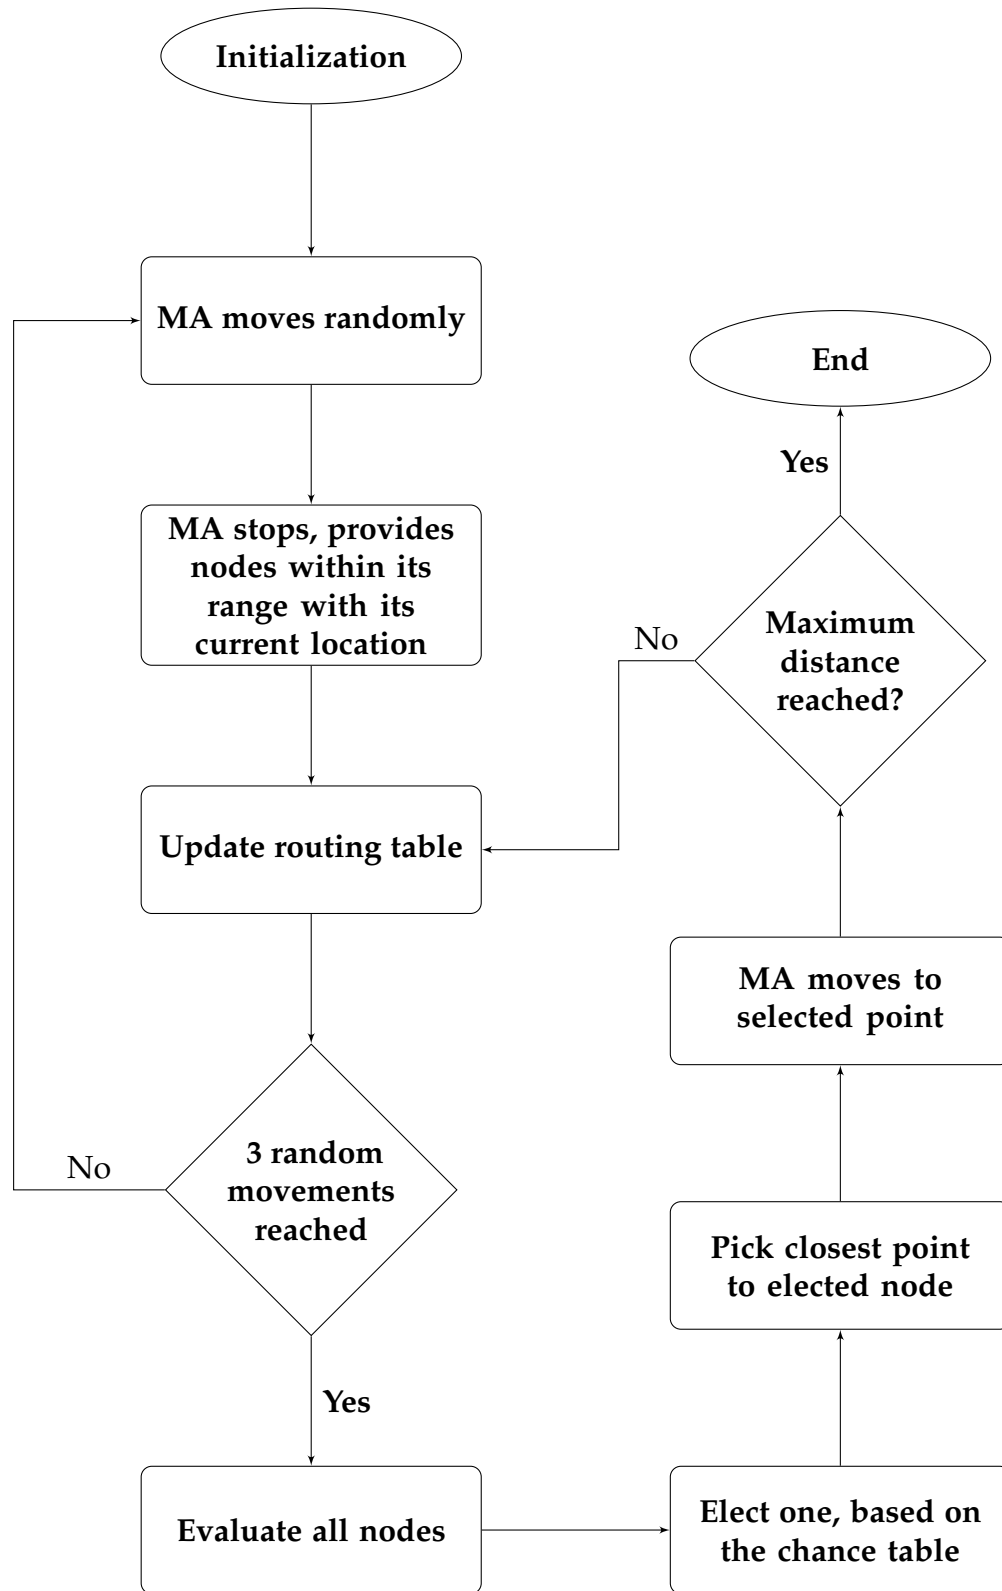 Initialization
MA moves randomly
MA stops, provides
nodes within its
range with its
current location
Update routing table
3 random
movements
reached
No
Yes
Evaluate all nodes
Elect one, based on
the chance table
Pick closest point
to elected node
MA moves to
selected point
Maximum
distance
reached?
No
Yes
End